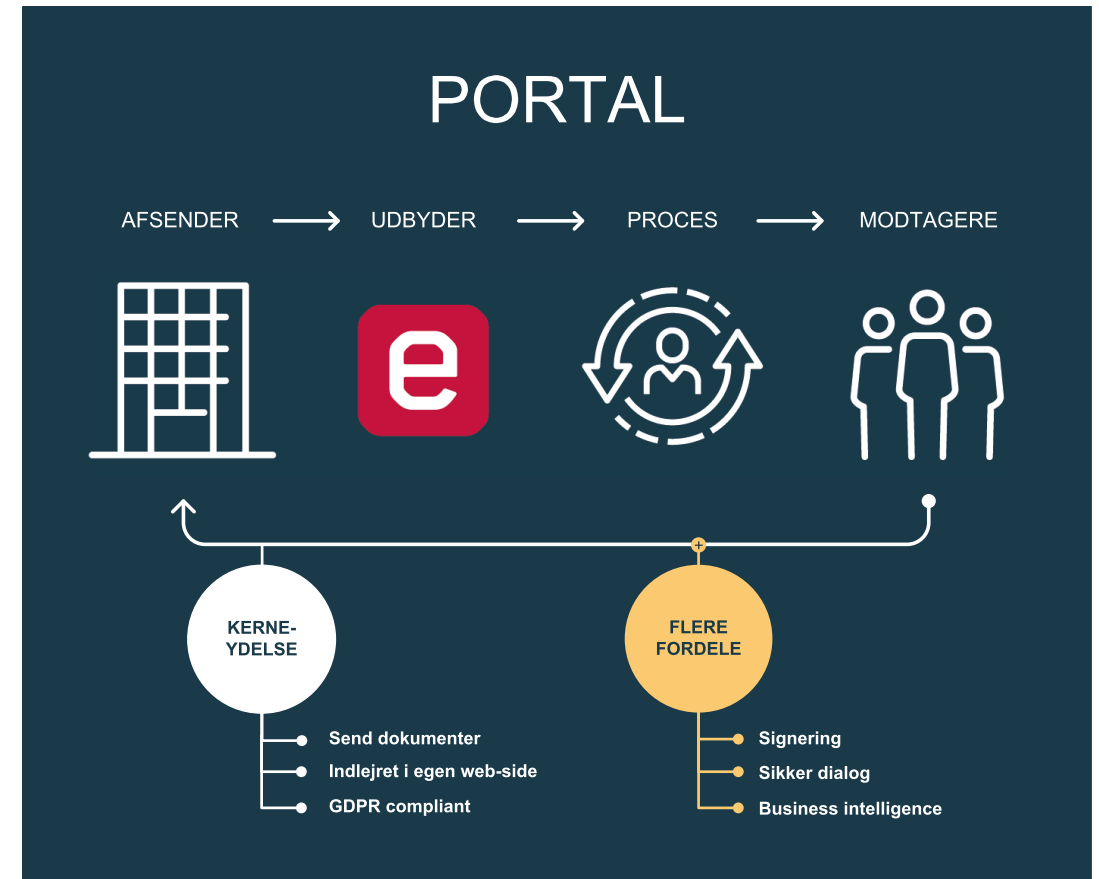 PORTAL
AFSENDER
UDBYDER
PROCES
MODTAGERE
e
+
KERNE-
YDELSE
Send dokumenter
Indlejret i egen web-side
GDPR compliant
FLERE
FORDELE
Signering
Sikker dialog
Business intelligence